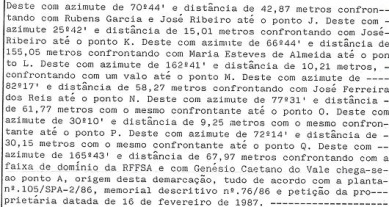 Deste com azimute de 70º44' e distância de 42,87 metros confron--
tando com Rubens Garcia e José Ribeiro até o ponto J. Deste com -
azimute 25º42' e distância de 15,01 metros confrontando com José-
Ribeiro até o ponto K. Deste com azimute 66º44' e distância de
155,05 metros confrontando com Maria Esteves de Almeida até o pon
to L. Deste com azimute de 162º41' e distância de 10,21 metros, -
confrontando com um valo até o ponto M. Deste com azimute de ----
82º17' e distância de 58,27 metros confrontando com José Ferreira
dos Reis até o ponto N. Deste com azimute de 77º31' e distância -
de 61,77 metros com o mesmo confrontante até o ponto O. Deste com
azimute 30º10' e distância de 9,25 metros com o mesmo confron-
tante até o ponto P. Deste com azimute de 72º14' e distância de -
30,15 metros com o mesmo confrontante até o ponto Q. Deste com --
azimute de 165º43' e distância de 67,97 metros confrontando com a
faixa de domínio da RFFSA e com Genésio Caetano do Vale chega-se-
ao ponto A, origem desta demarcação, tudo de acordo com a planta-
nº.105/SPA-2/86, memorial descritivo nº.76/86 e petição da pro---
prietária datada de 16 de fevereiro de 1987. --------------------